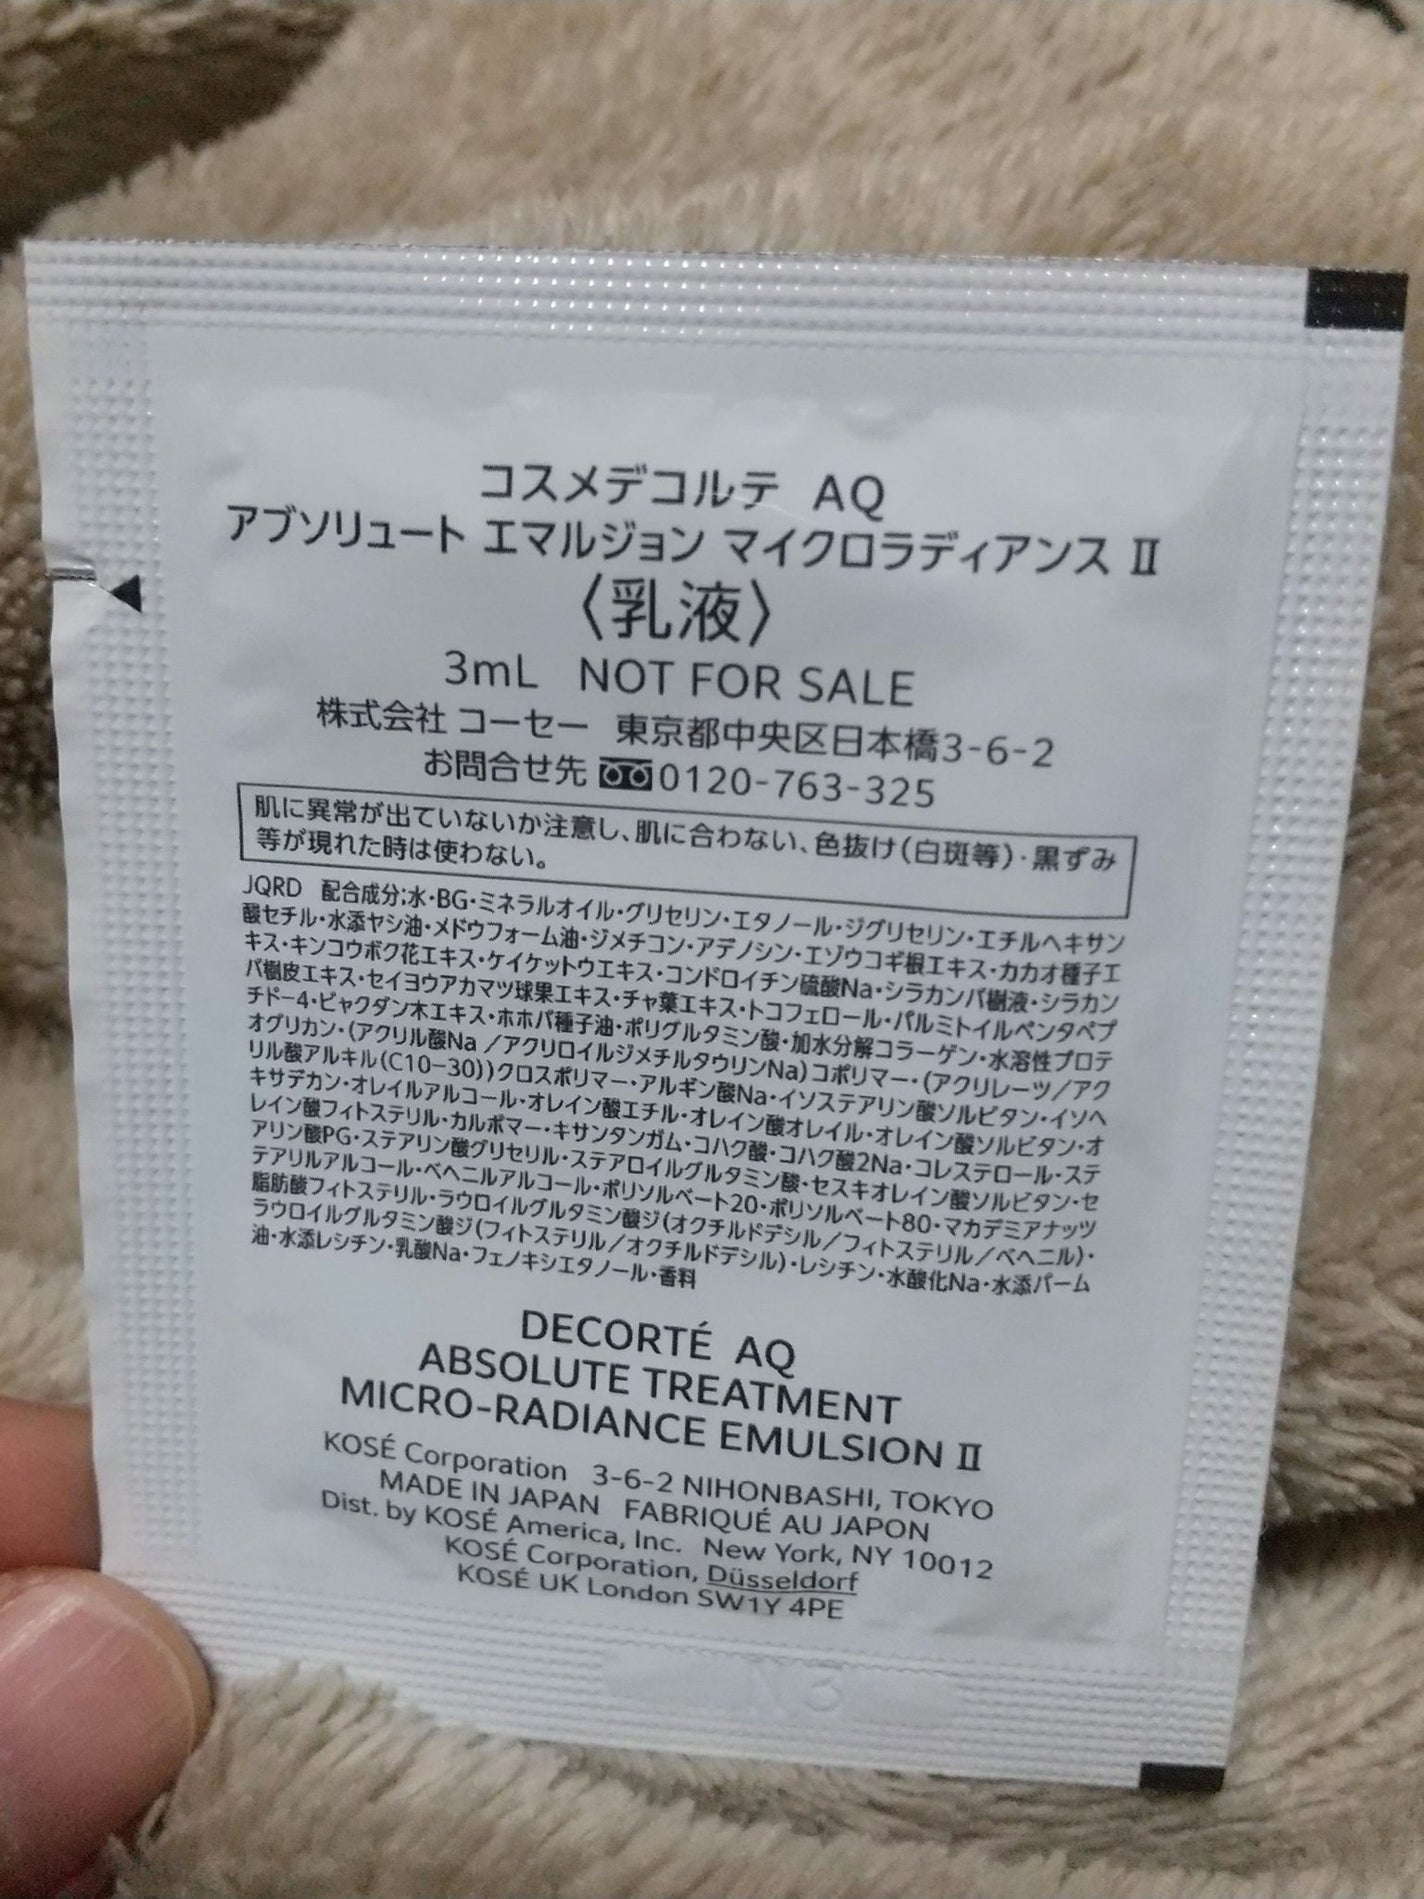 コスメデコルテ AQ
アブソリュート エマルジョン マイクロラディアンス Ⅱ
〈乳液〉
3mL NOT FOR SALE
株式会社 コーセー 東京都中央区日本橋3-6-2
お問合せ先 0120-763-325
肌に異常が出ていないか注意し、肌に合わない、色抜け(白斑等)・黒ずみ
等が現れた時は使わない。
JQRD 配合成分;水・BG・ミネラルオイル・グリセリン・エタノール・ジグリセリン・エチルヘキサン
酸セチル・水添ヤシ油・メドウフォーム油・ジメチコン・アデノシン・エゾウコギ根エキス・カカオ種子エ
キス・キンコウボク花エキス・ケイケットウエキス・コンドロイチン硫酸Na・シラカンバ樹液・シラカン
バ樹皮エキス・セイヨウアカマツ球果エキス・チャ葉エキス・トコフェロール・パルミトイルペンタペプ
チド-4・ビャクダン木エキス・ホホバ種子油・ポリグルタミン酸・加水分解コラーゲン・水溶性プロテ
オグリカン・(アクリル酸Na/アクリロイルジメチルタウリンNa)コポリマー・(アクリレーツ/アク
リル酸アルキル(C10-30))クロスポリマー・アルギン酸Na・イソステアリン酸ソルビタン・イソヘ
キサデカン・オレイルアルコール・オレイン酸エチル・オレイン酸オレイル・オレイン酸ソルビタン・オ
レイン酸フィトステリル・カルボマー・キサンタンガム・コハク酸・コハク酸2Na・コレステロール・ステ
アリン酸PG・ステアリン酸グリセリル・ステアロイルグルタミン酸・セスキオレイン酸ソルビタン・セ
テアリルアルコール・ベヘニルアルコール・ポリソルベート20・ポリソルベート80・マカデミアナッツ
脂肪酸フィトステリル・ラウロイルグルタミン酸ジ(オクチルドデシル/フィトステリル/ベヘニル)・
ラウロイルグルタミン酸ジ(フィトステリル/オクチルドデシル)・レシチン・水酸化Na・水添パーム
油・水添レシチン・乳酸Na・フェノキシエタノール・香料
DECORTÉ AQ
ABSOLUTE TREATMENT
MICRO-RADIANCE EMULSION Ⅱ
KOSÉ Corporation 3-6-2 NIHONBASHI, TOKYO
MADE IN JAPAN FABRIQUÉ AU JAPON
Dist. by KOSÉ America, Inc. New York, NY 10012
KOSÉ Corporation, Düsseldorf
KOSÉ UK London SW1Y 4PE